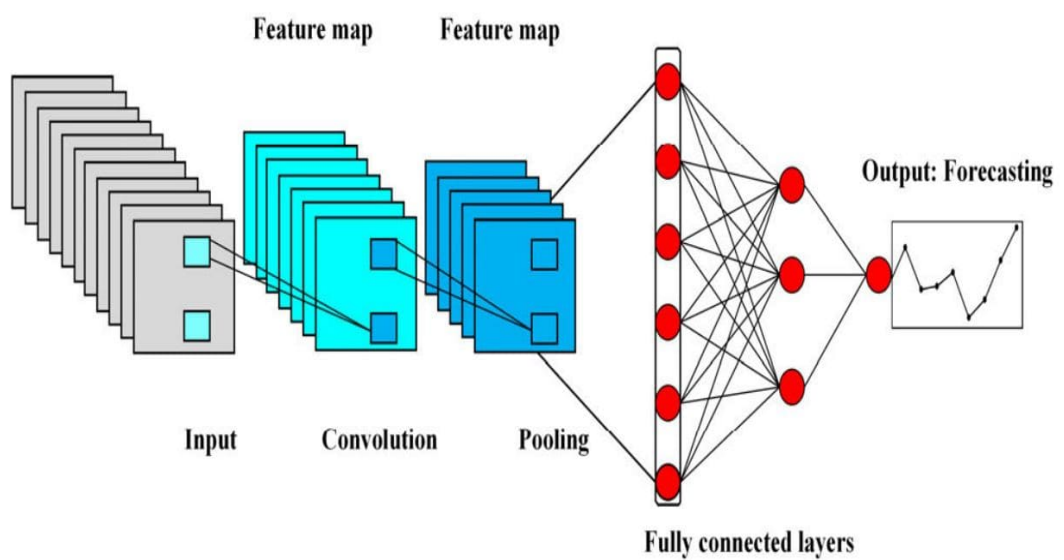 Feature map
Feature map
Output: Forecasting
Input
Convolution
Pooling
Fully connected layers